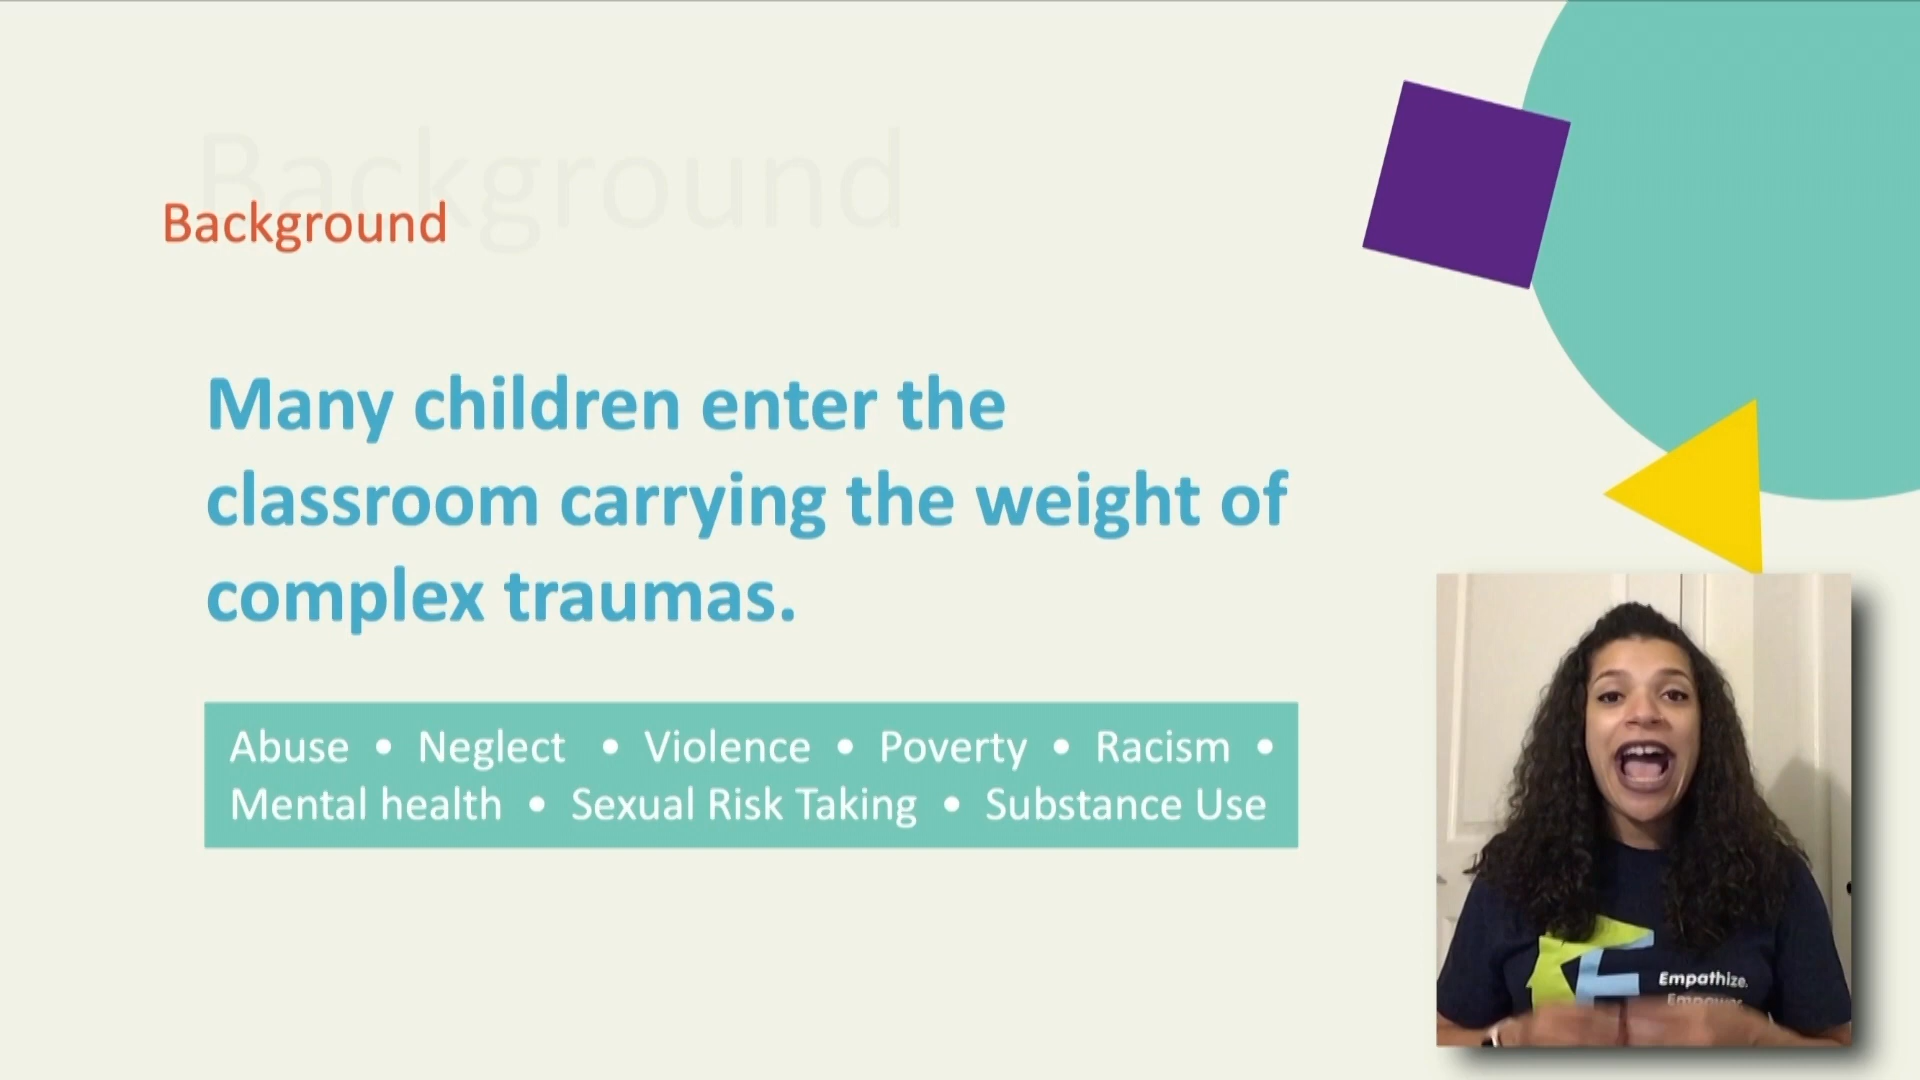 Background
Background
Many children enter the
classroom carrying the weight of
complex traumas.
Abuse • Neglect • Violence • Poverty • Racism •
Mental health • Sexual Risk Taking • Substance Use
Empathize.
Empower.